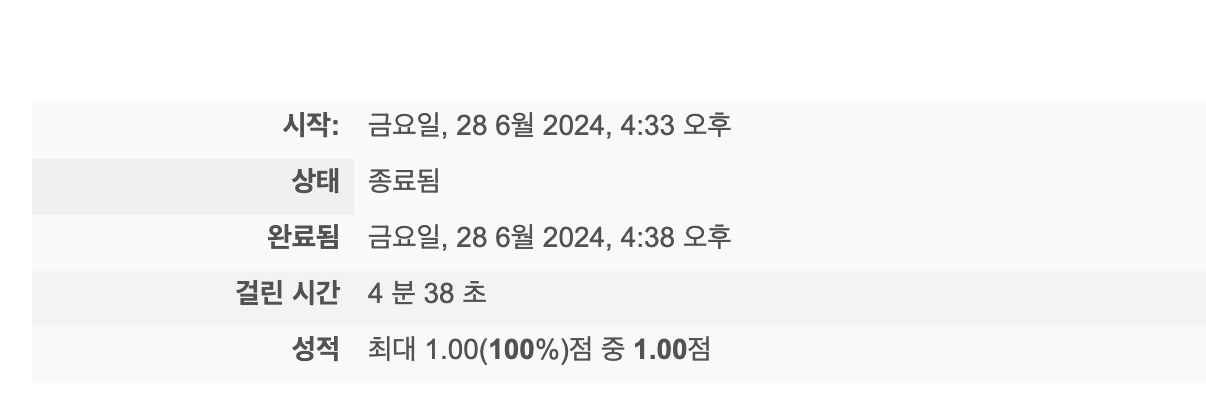 시작: 금요일, 28 6월 2024, 4:33 오후
상태 종료됨
완료됨 금요일, 28 6월 2024, 4:38 오후
걸린 시간 4 분 38 초
성적 최대 1.00(100%)점 중 1.00점